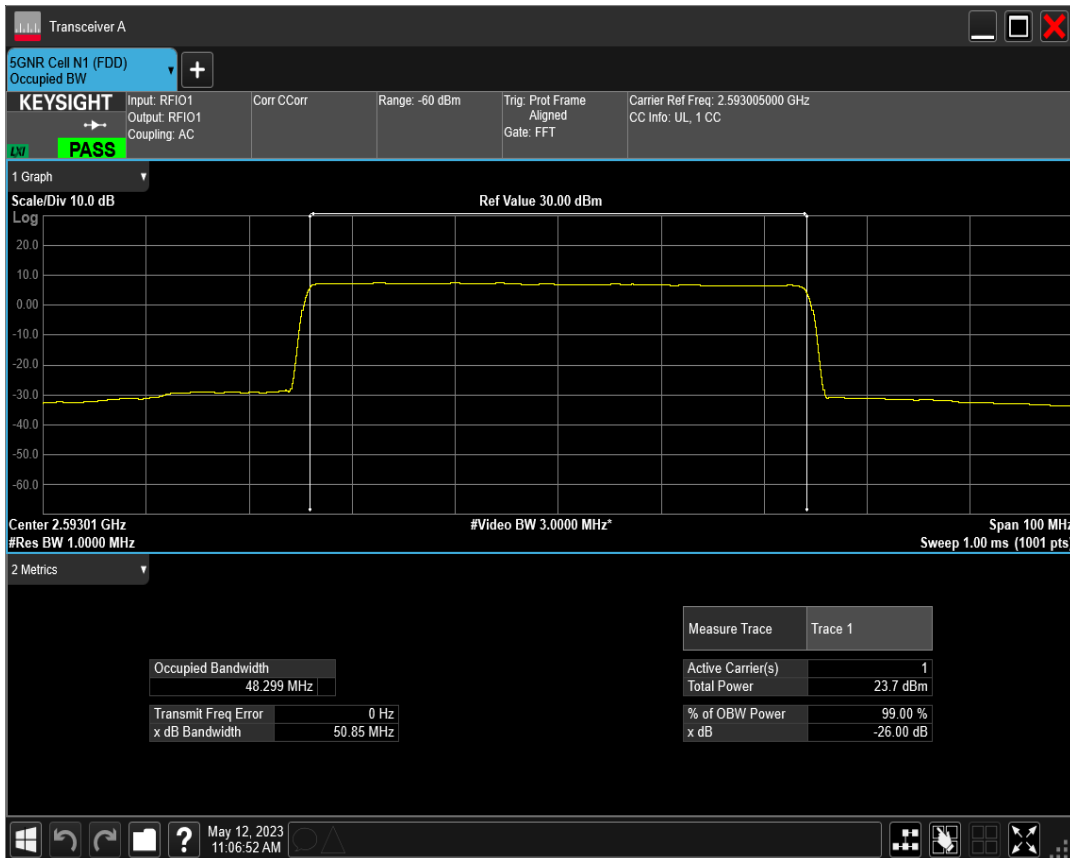 Transceiver A
5GNR Cell N1 (FDD)
Occupied BW
+
KEYSIGHT
LXI
PASS
Input: RFIO1
Output: RFIO1
Coupling: AC
Corr CCorr
Range: -60 dBm
Trig: Prot Frame
Aligned
Gate: FFT
Carrier Ref Freq: 2.593005000 GHz
CC Info: UL, 1 CC
1 Graph
Scale/Div 10.0 dB
Ref Value 30.00 dBm
Log
20.0
10.0
0.00
-10.0
-20.0
-30.0
-40.0
-50.0
-60.0
Center 2.59301 GHz
#Video BW 3.0000 MHz*
Span 100 MHz
#Res BW 1.0000 MHz
Sweep 1.00 ms (1001 pts)
2 Metrics
Measure Trace Trace 1
Occupied Bandwidth
48.299 MHz
Active Carrier(s) 1
Total Power 23.7 dBm
Transmit Freq Error 0 Hz
x dB Bandwidth 50.85 MHz
% of OBW Power 99.00 %
x dB -26.00 dB
?
May 12, 2023
11:06:52 AM